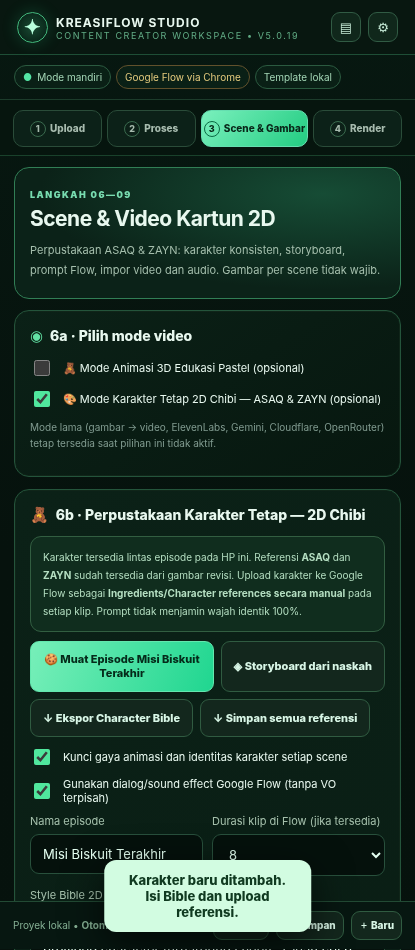 KREASIFLOW STUDIO
CONTENT CREATOR WORKSPACE • V5.0.19
Mode mandiri
Google Flow via Chrome
Template lokal
1 Upload
2 Proses
3 Scene & Gambar
4 Render
LANGKAH 06—09
Scene & Video Kartun 2D
Perpustakaan ASAQ & ZAYN: karakter konsisten, storyboard,
prompt Flow, impor video dan audio. Gambar per scene tidak wajib.
6a · Pilih mode video
Mode Animasi 3D Edukasi Pastel (opsional)
Mode Karakter Tetap 2D Chibi — ASAQ & ZAYN (opsional)
Mode lama (gambar → video, ElevenLabs, Gemini, Cloudflare, OpenRouter)
tetap tersedia saat pilihan ini tidak aktif.
6b · Perpustakaan Karakter Tetap — 2D Chibi
Karakter tersedia lintas episode pada HP ini. Referensi ASAQ dan
ZAYN sudah tersedia dari gambar revisi. Upload karakter ke Google
Flow sebagai Ingredients/Character references secara manual pada
setiap klip. Prompt tidak menjamin wajah identik 100%.
Muat Episode Misi Biskuit
Terakhir
◈ Storyboard dari naskah
↓ Ekspor Character Bible
↓ Simpan semua referensi
Kunci gaya animasi dan identitas karakter setiap scene
Gunakan dialog/sound effect Google Flow (tanpa VO
terpisah)
Nama episode
Durasi klip di Flow (jika tersedia)
Misi Biskuit Terakhir
8
Style Bible 2D
Karakter baru ditambah.
Isi Bible dan upload
referensi.
Proyek lokal •
+ Baru